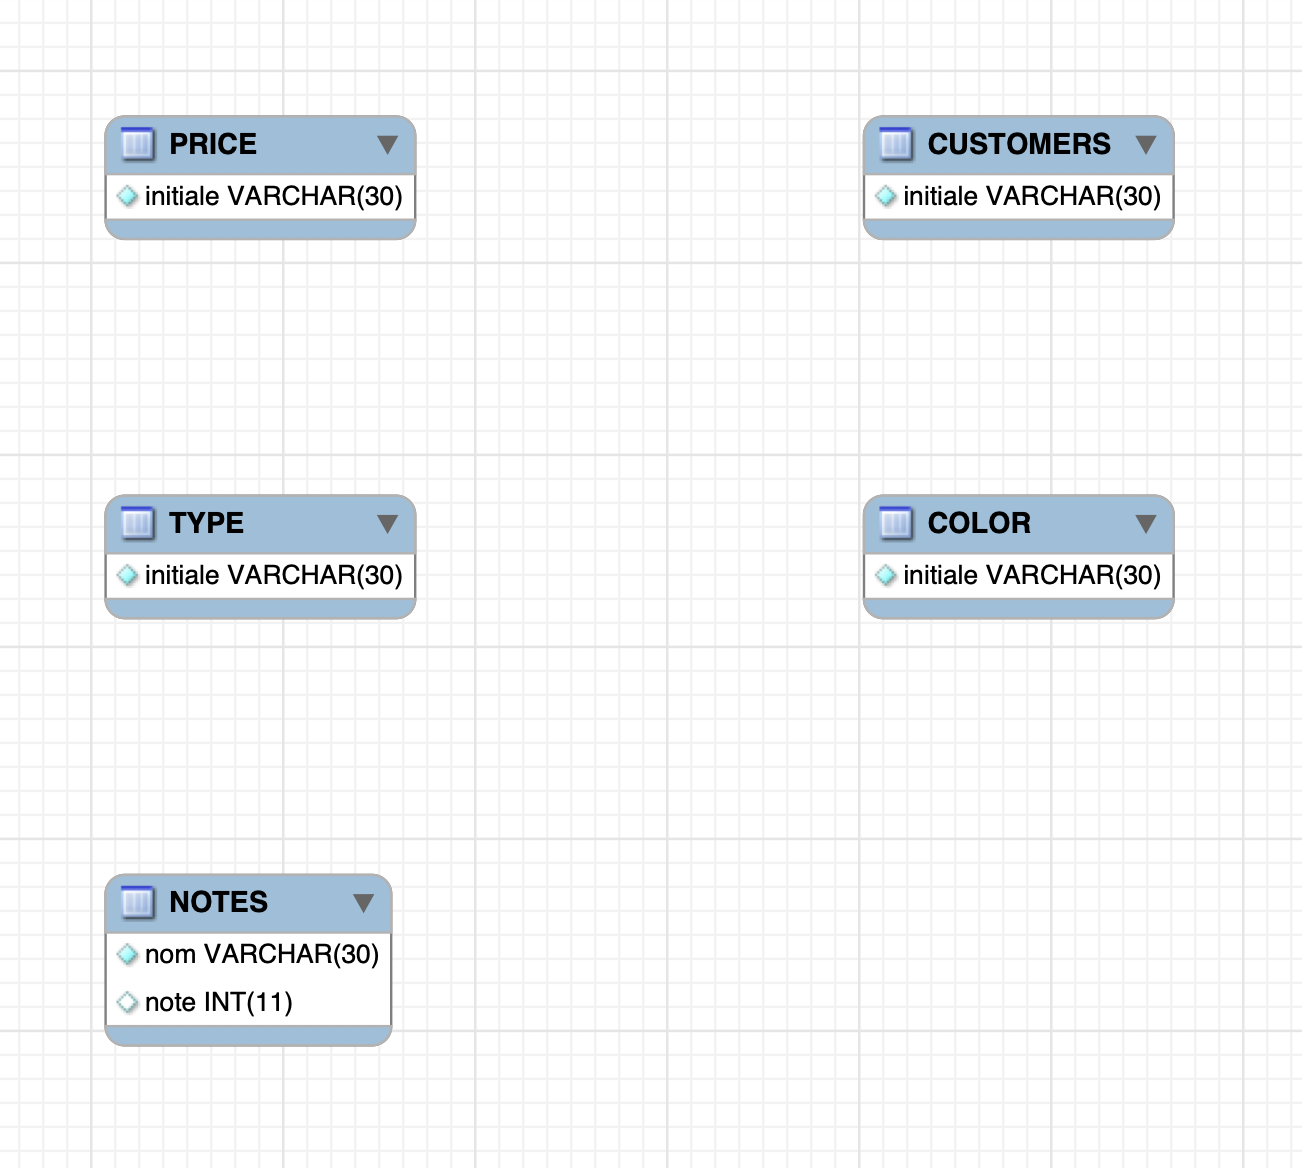 PRICE
initiale VARCHAR(30)
CUSTOMERS
initiale VARCHAR(30)
TYPE
initiale VARCHAR(30)
COLOR
initiale VARCHAR(30)
NOTES
nom VARCHAR(30)
note INT(11)